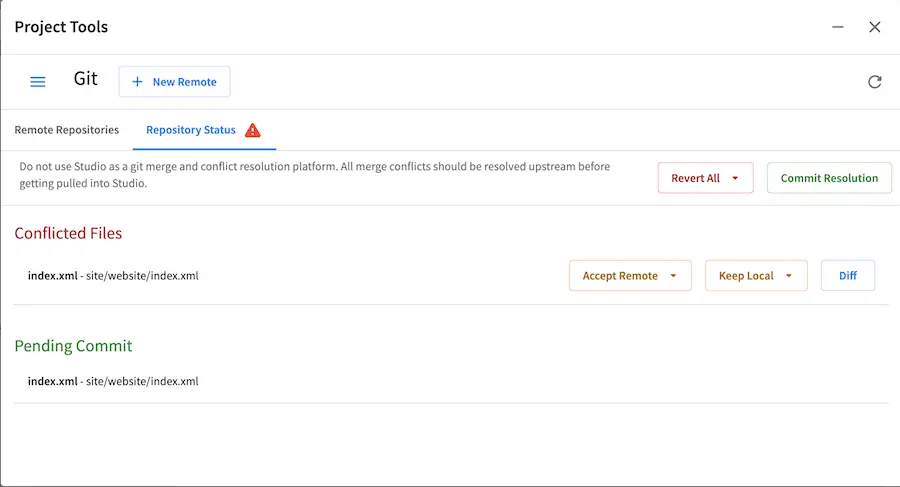 Project Tools
Git
New Remote
Remote Repositories
Repository Status
Do not use Studio as a git merge and conflict resolution platform. All merge conflicts should be resolved upstream before
getting pulled into Studio.
Revert All
Commit Resolution
Conflicted Files
index.xml - site/website/index.xml
Accept Remote
Keep Local
Diff
Pending Commit
index.xml - site/website/index.xml